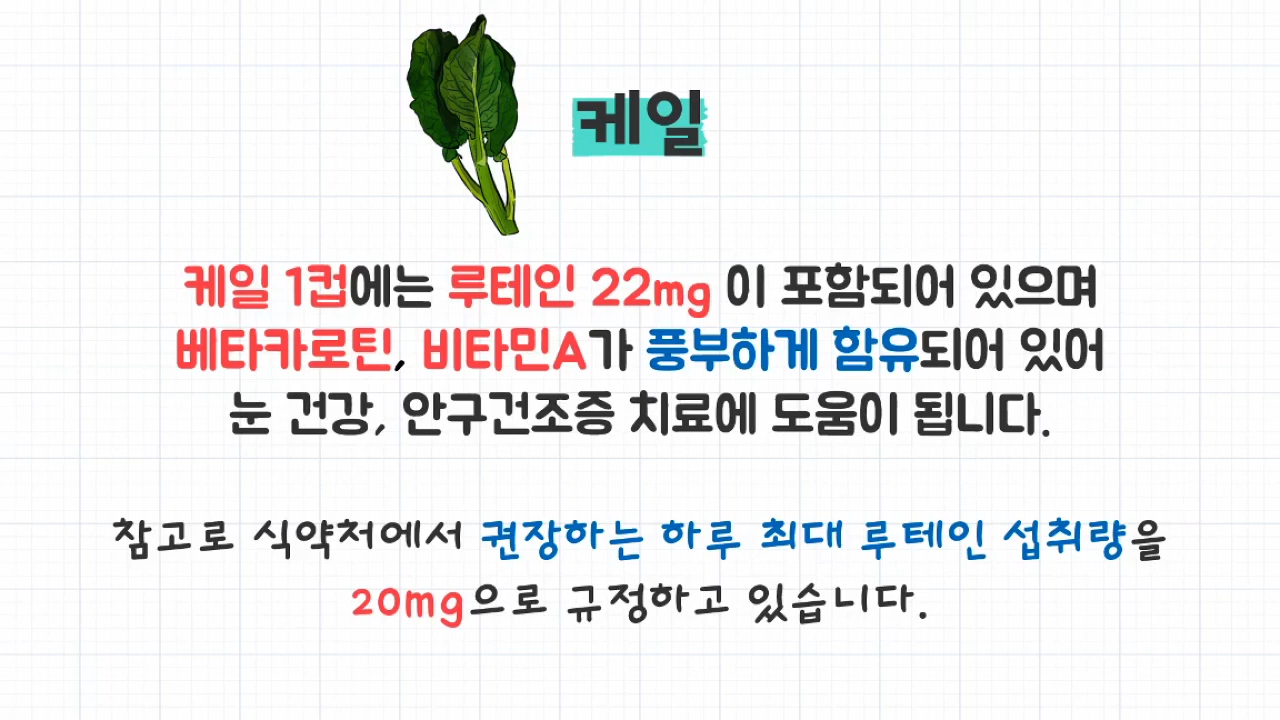 케일
케일 1컵에는 루테인 22mg 이 포함되어 있으며
베타카로틴, 비타민A가 풍부하게 함유되어 있어
눈 건강, 안구건조증 치료에 도움이 됩니다.
참고로 식약처에서 권장하는 하루 최대 루테인 섭취량을
20mg으로 규정하고 있습니다.